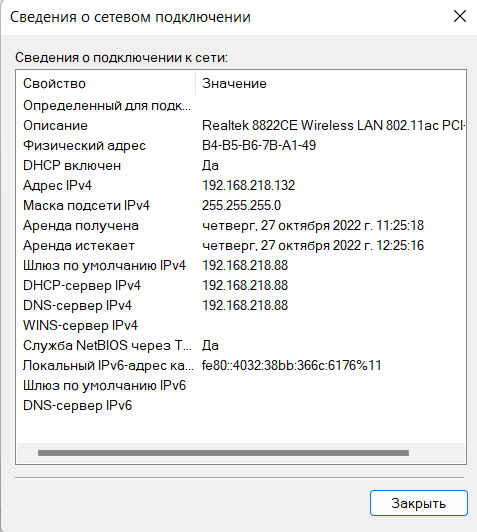 Сведения о сетевом подключении
Сведения о подключении к сети:
Свойство Значение
Определенный для подк...
Описание Realtek 8822CE Wireless LAN 802.11ac PCI-
Физический адрес B4-B5-B6-7B-A1-49
DHCP включен Да
Адрес IPv4 192.168.218.132
Маска подсети IPv4 255.255.255.0
Аренда получена четверг, 27 октября 2022 г. 11:25:18
Аренда истекает четверг, 27 октября 2022 г. 12:25:16
Шлюз по умолчанию IPv4 192.168.218.88
DHCP-сервер IPv4 192.168.218.88
DNS-сервер IPv4 192.168.218.88
WINS-сервер IPv4
Служба NetBIOS через T... Да
Локальный IPv6-адрес ка... fe80::4032:38bb:366c:6176%11
Шлюз по умолчанию IPv6
DNS-сервер IPv6
Закрыть